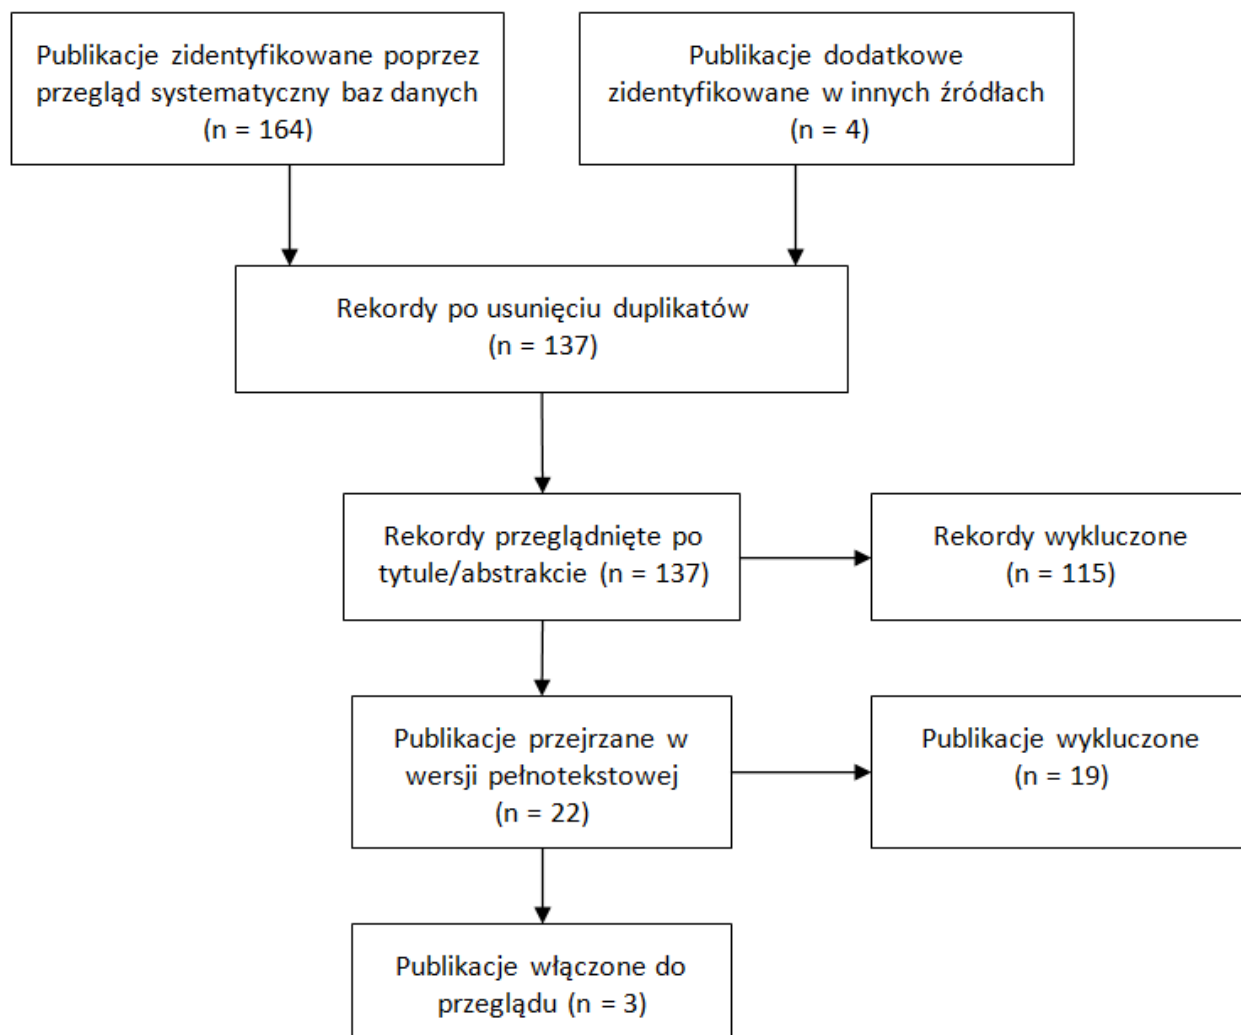 Publikacje zidentyfikowane poprzez
przegląd systematyczny baz danych
(n = 164)
Publikacje dodatkowe
zidentyfikowane w innych źródłach
(n = 4)
Rekordy po usunięciu duplikatów
(n = 137)
Rekordy przeglądnięte po
tytule/abstrakcie (n = 137)
Rekordy wykluczone
(n = 115)
Publikacje przejrzane w
wersji pełnotekstowej
(n = 22)
Publikacje wykluczone
(n = 19)
Publikacje włączone do
przeglądu (n = 3)